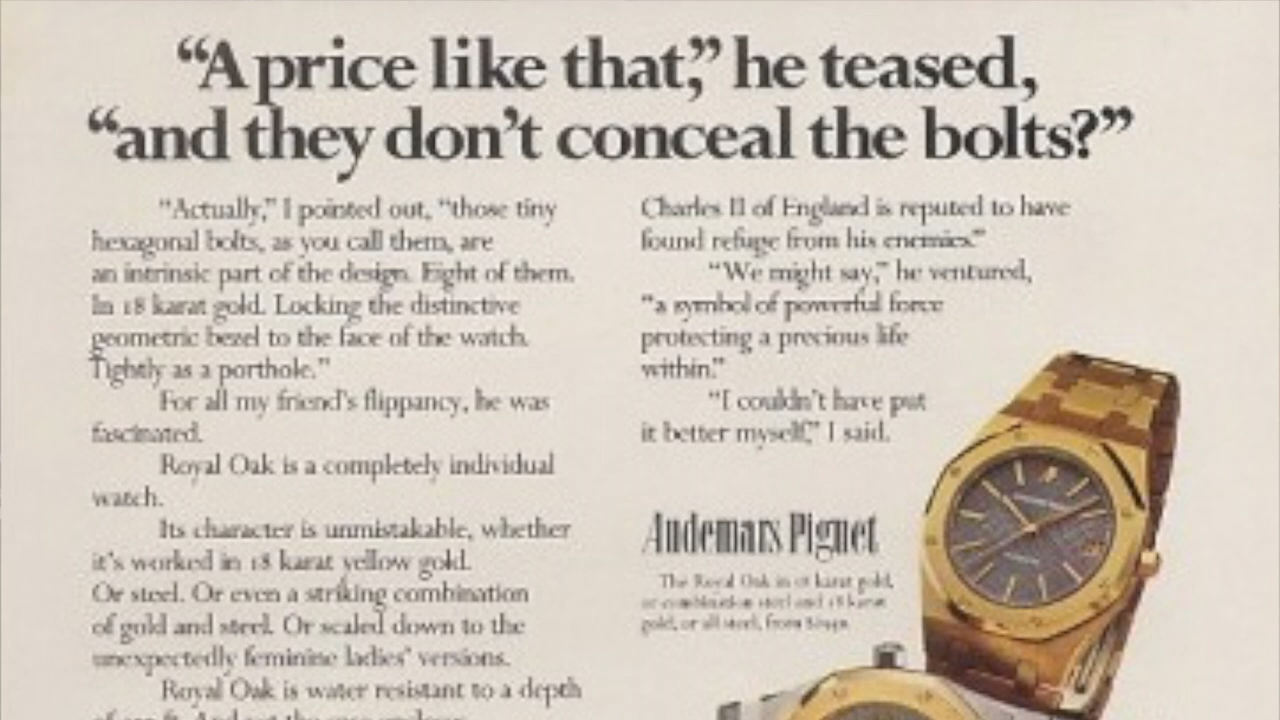 “A price like that,” he teased,
“and they don’t conceal the bolts?”
“Actually,” I pointed out, “those tiny
hexagonal bolts, as you call them, are
an intrinsic part of the design. Eight of them.
In 18 karat gold. Locking the distinctive
geometric bezel to the face of the watch.
Tightly as a porthole.”
For all my friend’s flippancy, he was
fascinated.
Royal Oak is a completely individual
watch.
Its character is unmistakable, whether
it’s worked in 18 karat yellow gold.
Or steel. Or even a striking combination
of gold and steel. Or scaled down to the
unexpectedly feminine ladies’ versions.
Royal Oak is water resistant to a depth
Charles II of England is reputed to have
found refuge from his enemies.”
“We might say,” he ventured,
“a symbol of powerful force
protecting a precious life
within.”
“I couldn’t have put
it better myself,” I said.
Audemars Piguet
The Royal Oak in 18 karat gold,
or combination steel and 18 karat
gold, or all steel, from